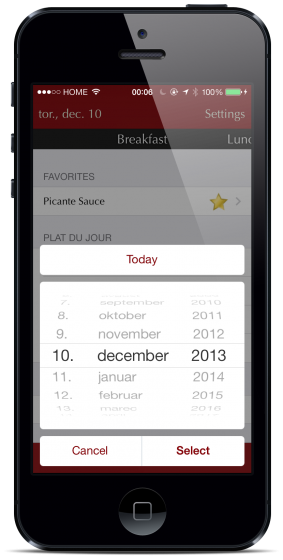 HOME 00:06 100%
tor., dec. 10 Settings
Breakfast Lunc
FAVORITES
Picante Sauce
PLAT DU JOUR
Today
7. september 2010
8. oktober 2011
9. november 2012
10. december 2013
11. januar 2014
12. februar 2015
13. marec 2016
Cancel Select